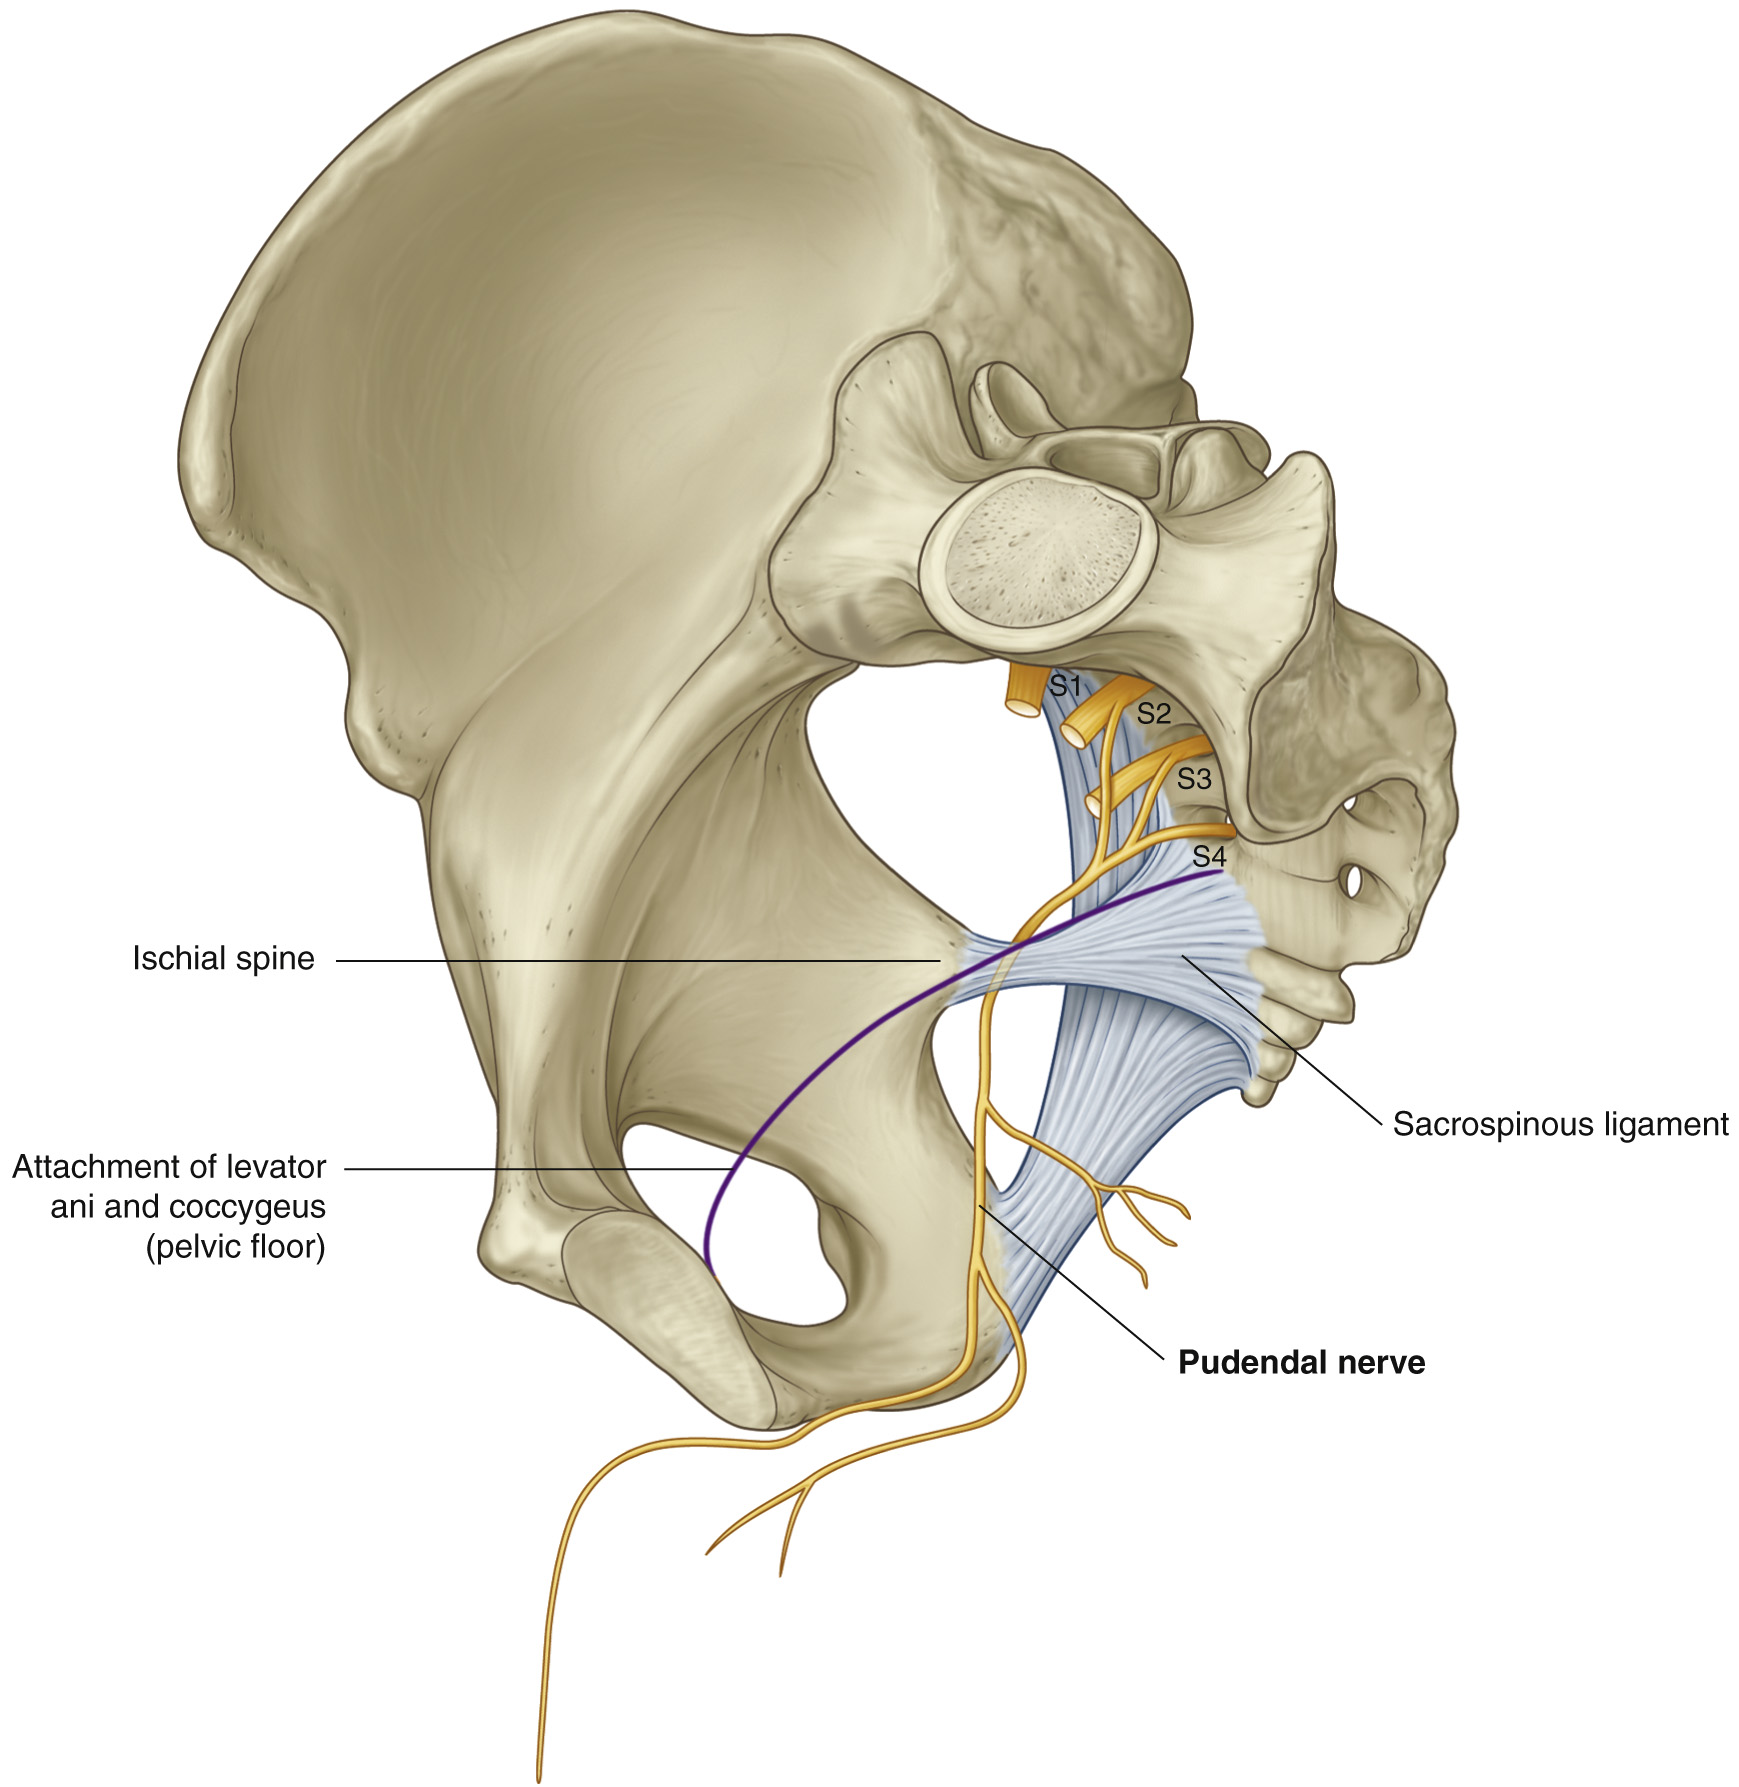 S1
S2
S3
S4
Ischial spine
Sacrospinous ligament
Attachment of levator
ani and coccygeus
(pelvic floor)
Pudendal nerve